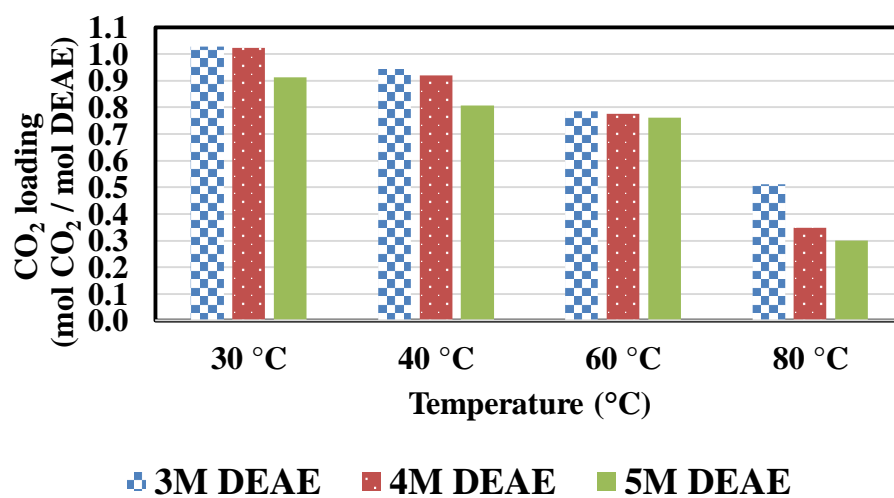 CO₂ loading
(mol CO₂ / mol DEAE)
1.1
1.0
0.9
0.8
0.7
0.6
0.5
0.4
0.3
0.2
0.1
0.0
30 °C 40 °C 60 °C 80 °C
Temperature (°C)
3M DEAE 4M DEAE 5M DEAE